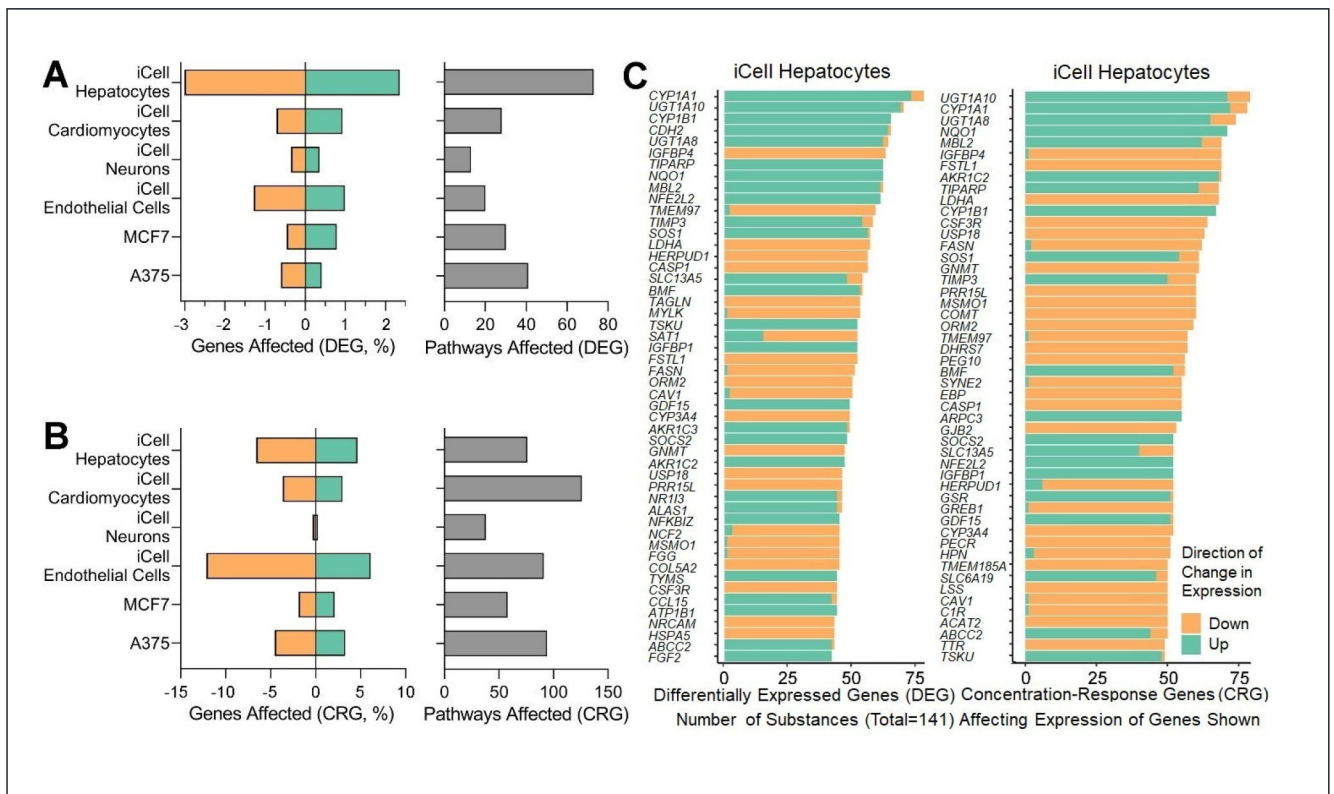 A
iCell
Hepatocytes
iCell
Cardiomyocytes
iCell
Neurons
iCell
Endothelial Cells
MCF7
A375
-3 -2 -1 0 1 2
Genes Affected (DEG, %)
0 20 40 60 80
Pathways Affected (DEG)
B
iCell
Hepatocytes
iCell
Cardiomyocytes
iCell
Neurons
iCell
Endothelial Cells
MCF7
A375
-15 -10 -5 0 5 10
Genes Affected (CRG, %)
0 50 100 150
Pathways Affected (CRG)
C
iCell Hepatocytes
CYP1A1
UGT1A10
CYP1B1
CDH2
UGT1A8
IGFBP4
TIPARP
NQO1
MBL2
NFE2L2
TMEM97
TIMP3
SOS1
LDHA
HERPUD1
CASP1
SLC13A5
BMF
TAGLN
MYLK
TSKU
SAT1
IGFBP1
FSTL1
FASN
ORM2
CAV1
GDF15
CYP3A4
AKR1C3
SOCS2
GNMT
AKR1C2
USP18
PRR15L
NR1I3
ALAS1
NFKBIZ
NCF2
MSMO1
FGG
COL5A2
TYMS
CSF3R
CCL15
ATP1B1
NRCAM
HSPA5
ABCC2
FGF2
0 25 50 75
Differentially Expressed Genes (DEG)
iCell Hepatocytes
UGT1A10
CYP1A1
UGT1A8
NQO1
MBL2
IGFBP4
FSTL1
AKR1C2
TIPARP
LDHA
CYP1B1
CSF3R
USP18
FASN
SOS1
GNMT
TIMP3
PRR15L
MSMO1
COMT
ORM2
TMEM97
DHRS7
PEG10
BMF
SYNE2
EBP
CASP1
ARPC3
GJB2
SOCS2
SLC13A5
NFE2L2
IGFBP1
HERPUD1
GSR
GREB1
GDF15
CYP3A4
PECR
HPN
TMEM185A
SLC6A19
LSS
CAV1
C1R
ACAT2
ABCC2
TTR
TSKU
0 25 50 75
Concentration-Response Genes (CRG)
Direction of
Change in
Expression
Down
Up
Number of Substances (Total=141) Affecting Expression of Genes Shown